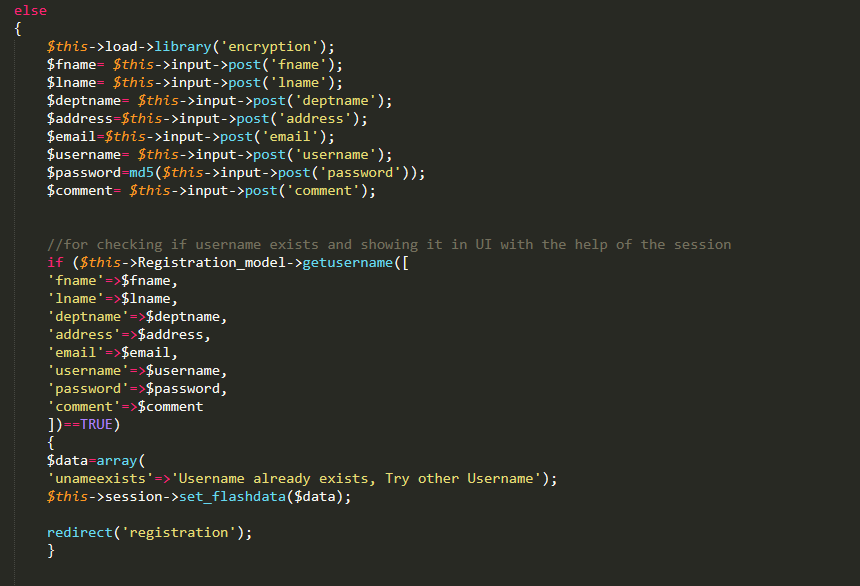 else
{
$this->load->library('encryption');
$fname= $this->input->post('fname');
$lname= $this->input->post('lname');
$deptname= $this->input->post('deptname');
$address=$this->input->post('address');
$email=$this->input->post('email');
$username= $this->input->post('username');
$password=md5($this->input->post('password'));
$comment= $this->input->post('comment');
//for checking if username exists and showing it in UI with the help of the session
if ($this->Registration_model->getusername([
'fname'=>$fname,
'lname'=>$lname,
'deptname'=>$deptname,
'address'=>$address,
'email'=>$email,
'username'=>$username,
'password'=>$password,
'comment'=>$comment
])==TRUE)
{
$data=array(
'unameexists'=>'Username already exists, Try other Username');
$this->session->set_flashdata($data);
redirect('registration');
}